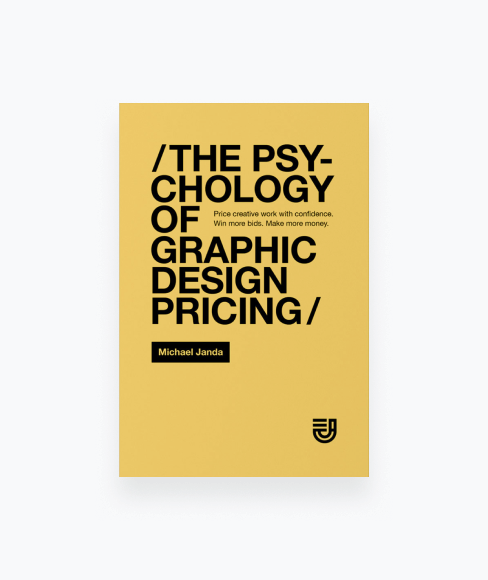 /THE PSY-
CHOLOGY
OF
Price creative work with confidence.
Win more bids. Make more money.
GRAPHIC
DESIGN
PRICING/
Michael Janda